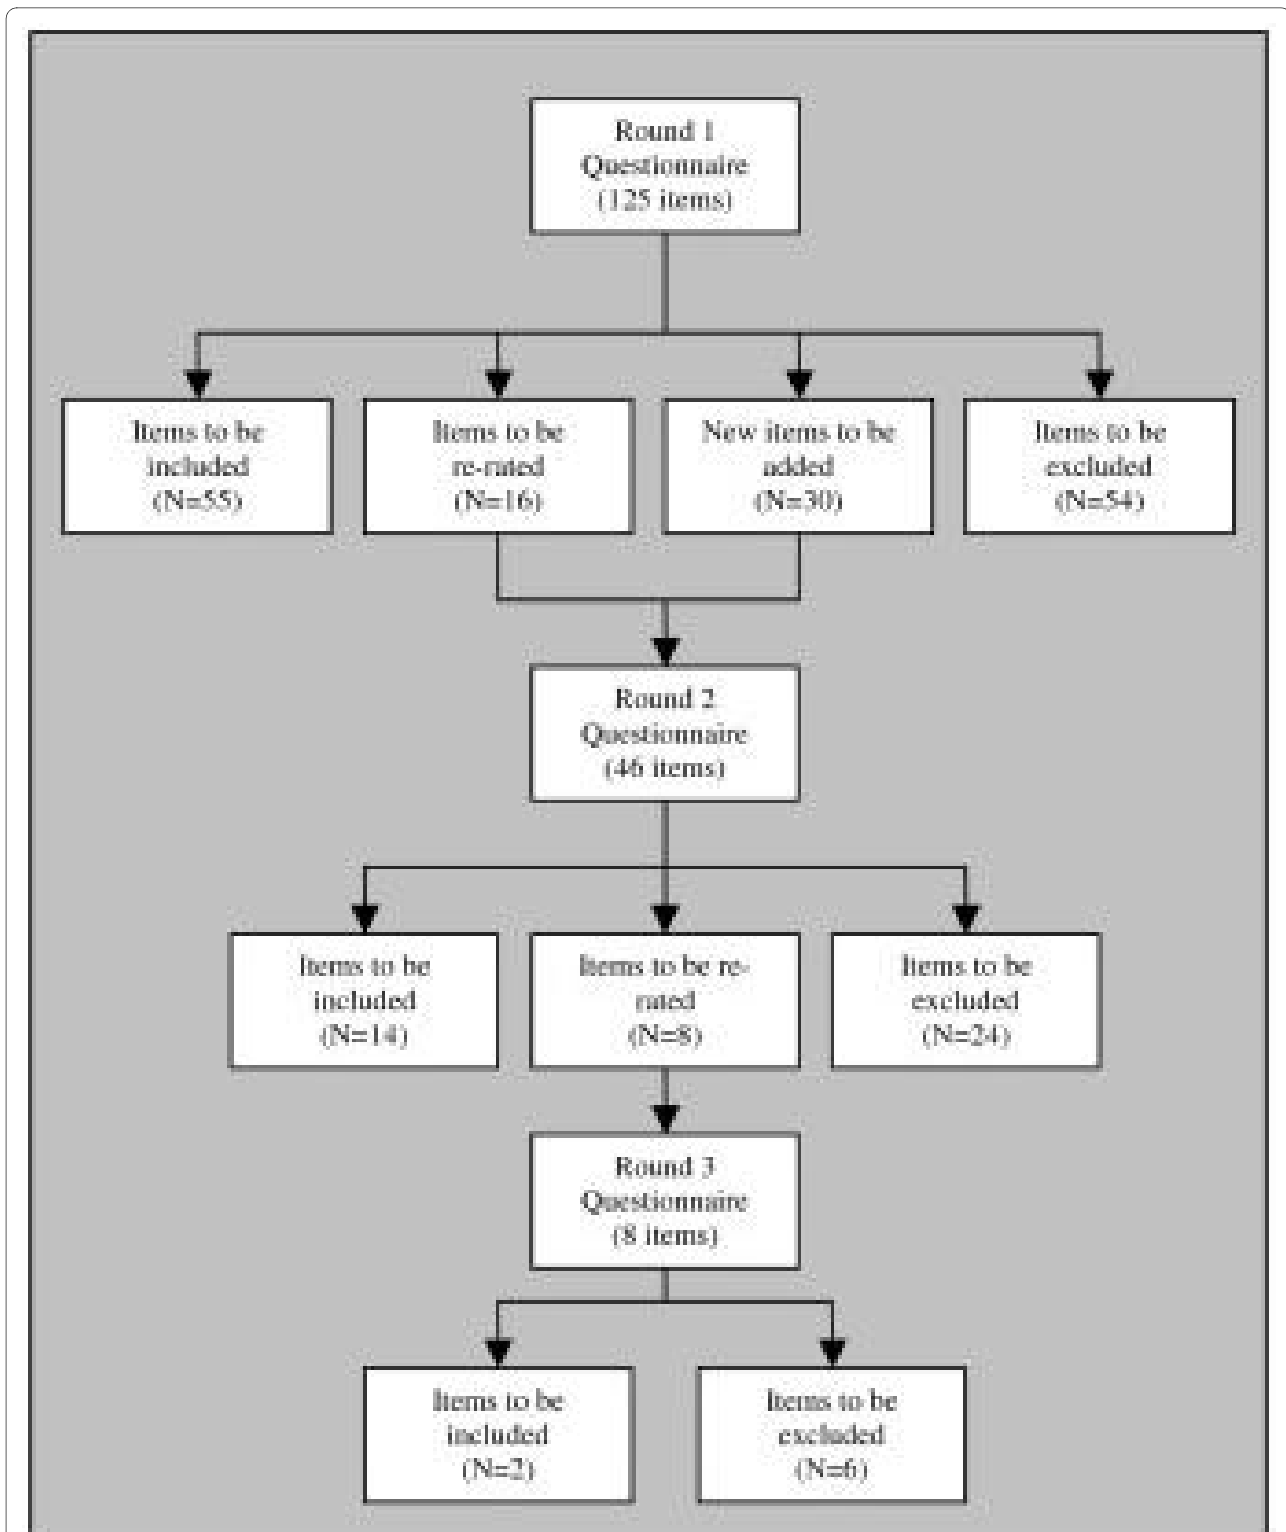 Round 1
Questionnaire
(125 items)
Items to be
included
(N=55)
Items to be
re-rated
(N=16)
New items to be
added
(N=30)
Items to be
excluded
(N=54)
Round 2
Questionnaire
(46 items)
Items to be
included
(N=14)
Items to be re-
rated
(N=8)
Items to be
excluded
(N=24)
Round 3
Questionnaire
(8 items)
Items to be
included
(N=2)
Items to be
excluded
(N=6)